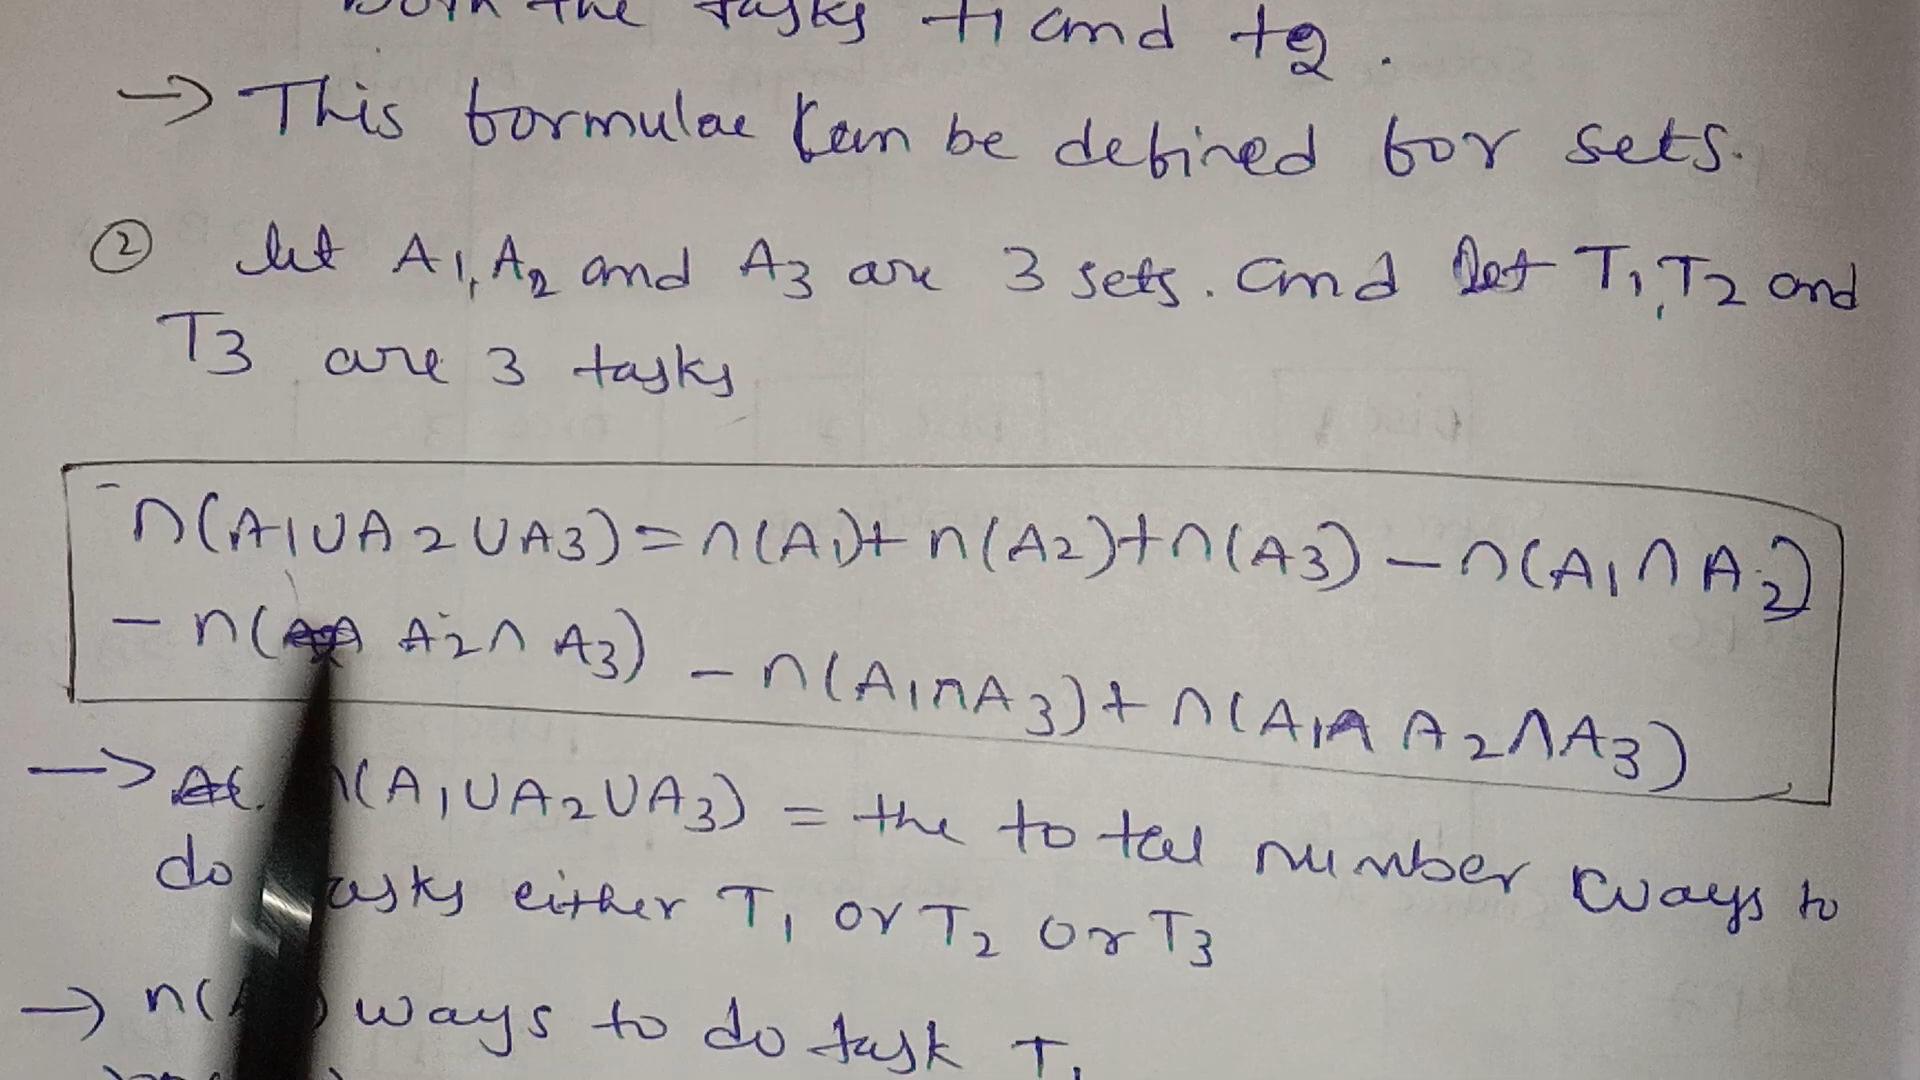 both the tasks t1 and t2.
→ This formulae can be defined for sets.
② let A1, A2 and A3 are 3 sets. and let T1, T2 and
T3 are 3 tasks
n(A1UA2UA3)=n(A1)+n(A2)+n(A3)-n(A1∩A2)
-n( A2∩A3) -n(A1∩A3)+n(A1∩A2∩A3)
→ n(A1UA2UA3) = the total number ways to
do tasks either T1 or T2 or T3
→ n( ) ways to do task T1